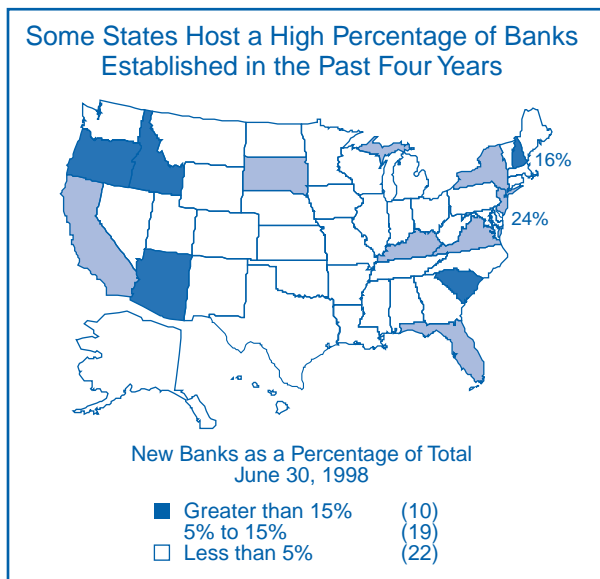 Some States Host a High Percentage of Banks
Established in the Past Four Years
16%
24%
New Banks as a Percentage of Total
June 30, 1998
Greater than 15% (10)
5% to 15% (19)
Less than 5% (22)